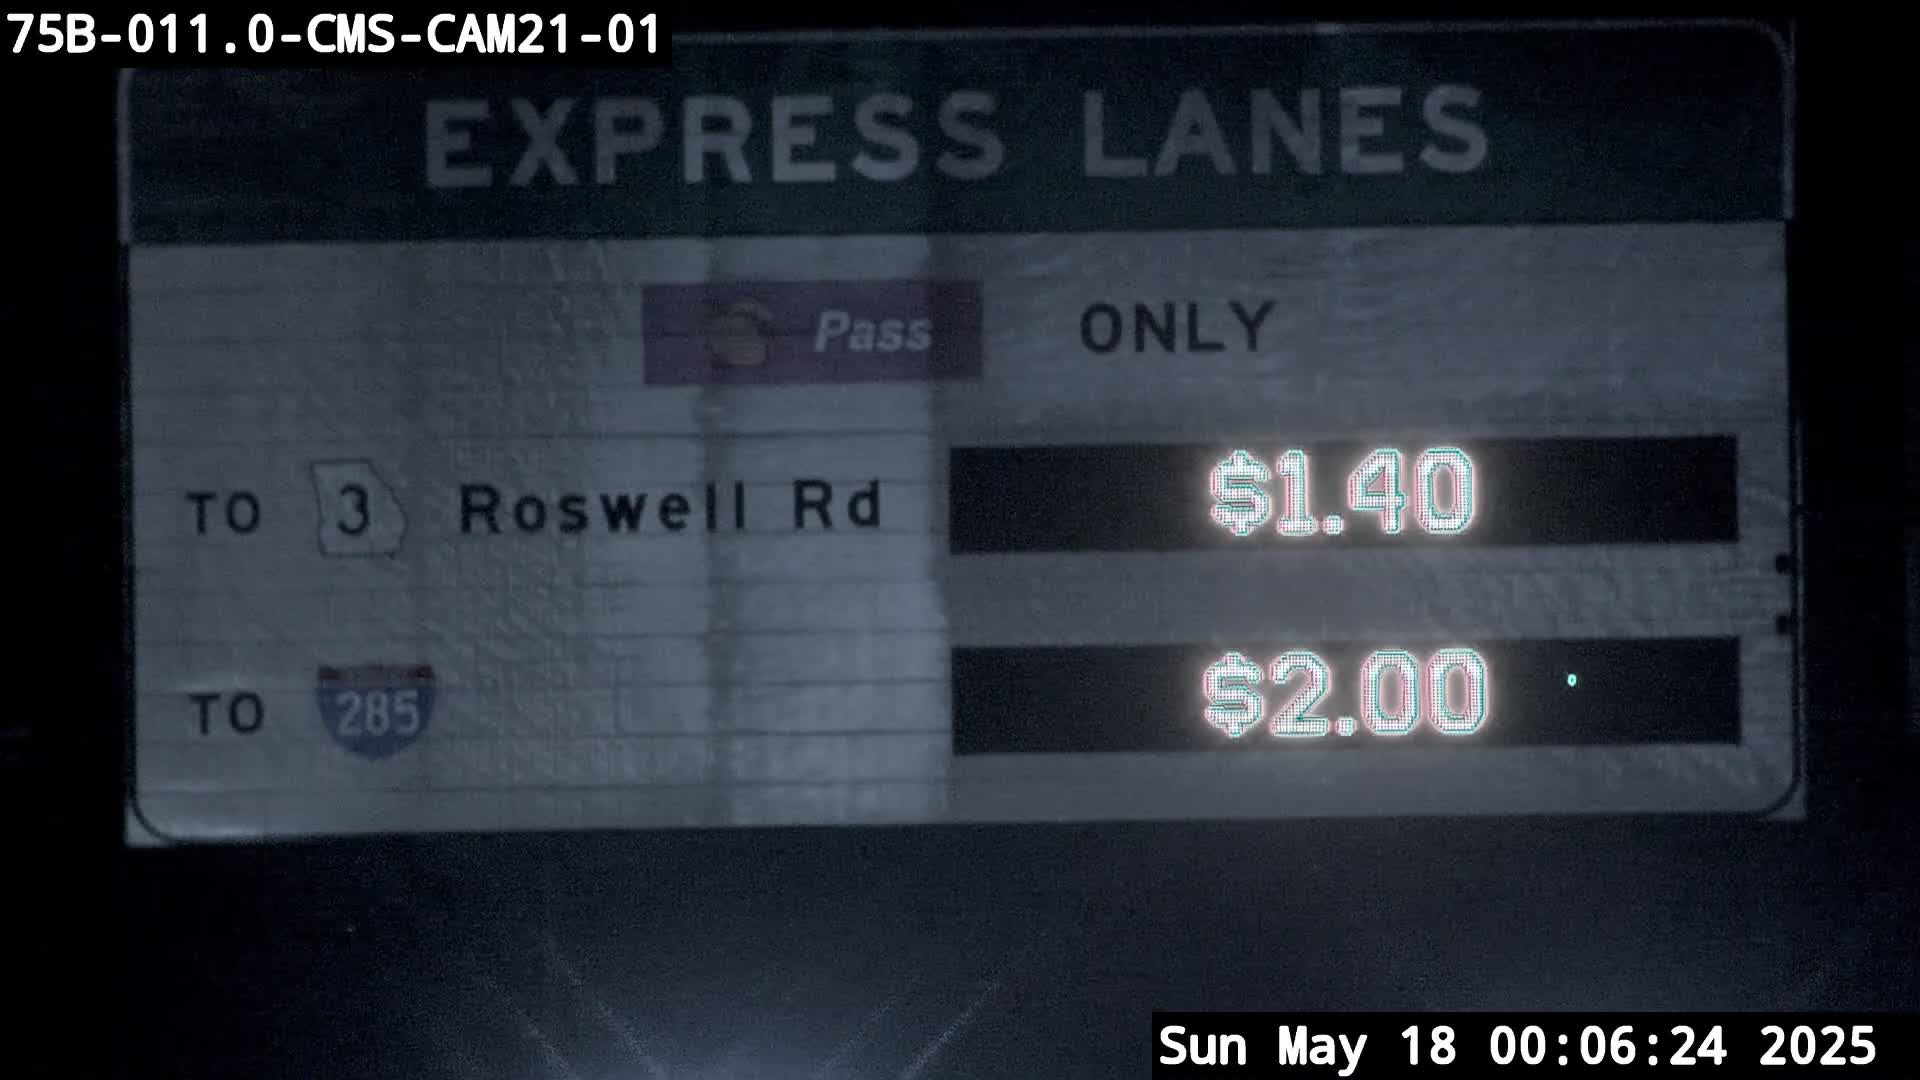 75B-011.0-CMS-CAM21-01
EXPRESS LANES
Pass ONLY
TO 3 Roswell Rd $1.40
TO 285 $2.00
Sun May 18 00:06:24 2025